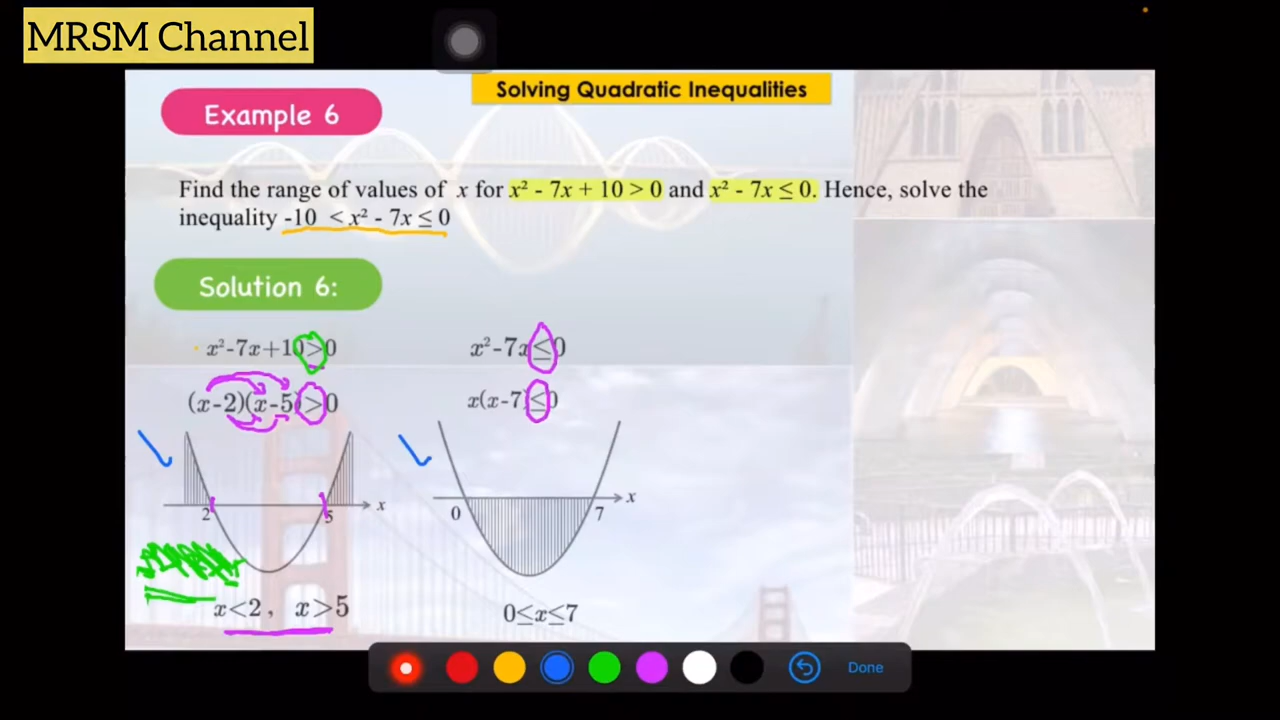 MRSM Channel
Solving Quadratic Inequalities
Example 6
Find the range of values of x for x² - 7x + 10 > 0 and x² - 7x ≤ 0. Hence, solve the
inequality -10 < x² - 7x ≤ 0
Solution 6:
x²-7x+10>0
(x-2)(x-5)>0
2 5 x
x<2, x>5
x²-7x≤0
x(x-7)≤0
0 7 x
0≤x≤7
Done